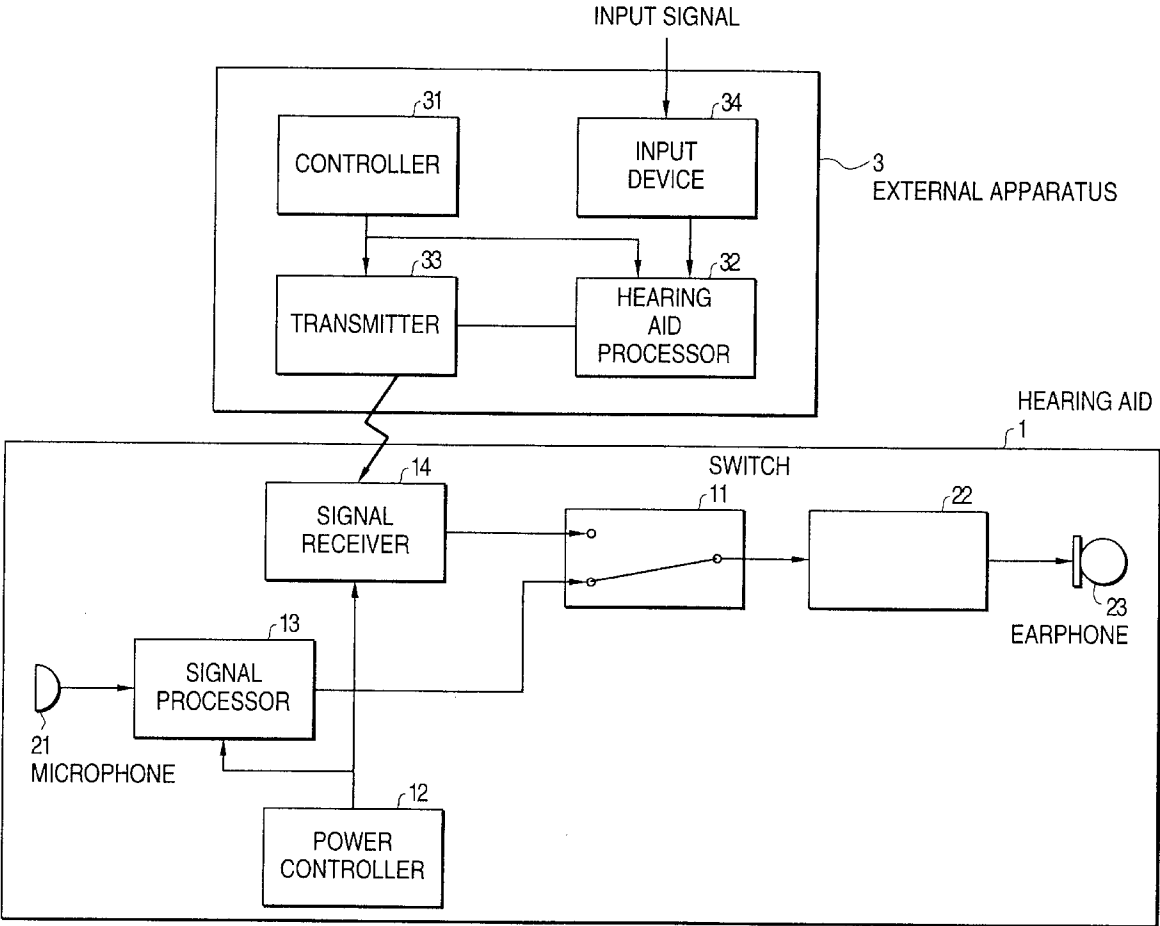 INPUT SIGNAL
31
CONTROLLER
34
INPUT
DEVICE
3
EXTERNAL APPARATUS
33
TRANSMITTER
32
HEARING
AID
PROCESSOR
HEARING AID
1
14
SIGNAL
RECEIVER
SWITCH
11
22
23
EARPHONE
13
SIGNAL
PROCESSOR
21
MICROPHONE
12
POWER
CONTROLLER